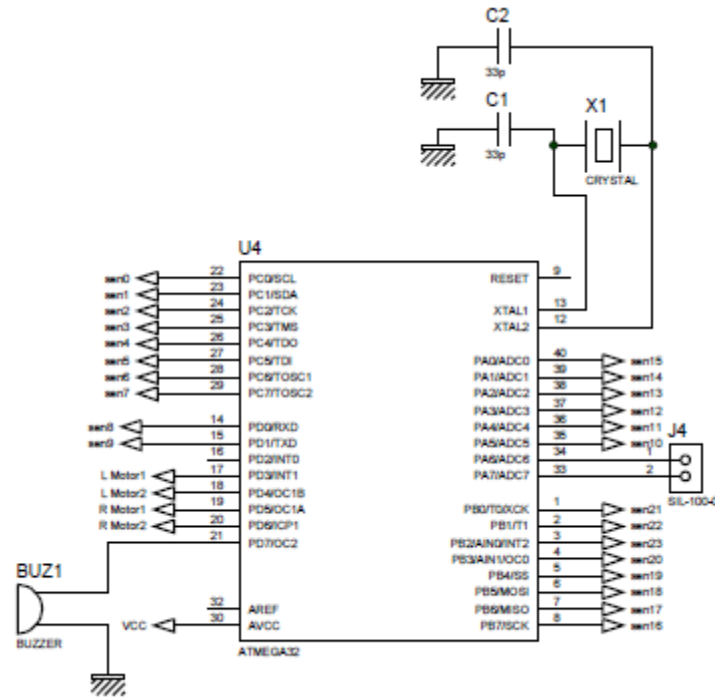 C2
33p
C1
33p
X1
CRYSTAL
U4
sen0 22 PC0/SCL
sen1 23 PC1/SDA
sen2 24 PC2/TCK
sen3 25 PC3/TMS
sen4 26 PC4/TDO
sen5 27 PC5/TDI
sen6 28 PC6/TOSC1
sen7 29 PC7/TOSC2
sen8 14 PD0/RXD
sen9 15 PD1/TXD
16 PD2/INT0
L Motor1 17 PD3/INT1
L Motor2 18 PD4/OC1B
R Motor1 19 PD5/OC1A
R Motor2 20 PD6/ICP1
21 PD7/OC2
32 AREF
VCC 30 AVCC
ATMEGA32
RESET 9
XTAL1 13
XTAL2 12
PA0/ADC0 40 sen15
PA1/ADC1 39 sen14
PA2/ADC2 38 sen13
PA3/ADC3 37 sen12
PA4/ADC4 36 sen11
PA5/ADC5 35 sen10
PA6/ADC6 34 1
PA7/ADC7 33 2
J4
PB0/T0/XCK 1 sen21
PB1/T1 2 sen22
PB2/AIN0/INT2 3 sen23
PB3/AIN1/OC0 4 sen20
PB4/SS 5 sen19
PB5/MOSI 6 sen18
PB6/MISO 7 sen17
PB7/SCK 8 sen16
BUZ1
BUZZER